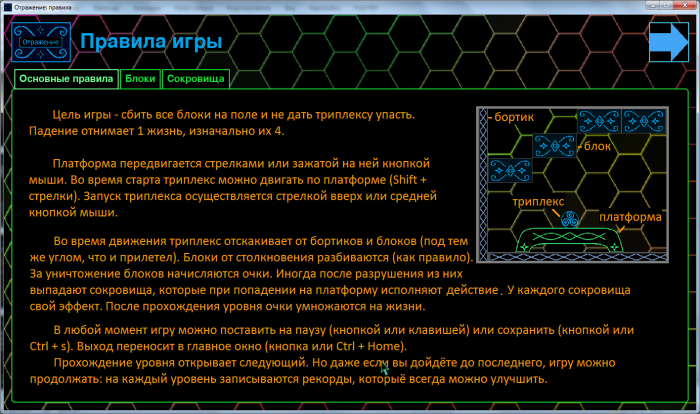 Отражение: правила
Отражение
Правила игры
Основные правила
Блоки
Сокровища
Цель игры - сбить все блоки на поле и не дать триплексу упасть.
Падение отнимает 1 жизнь, изначально их 4.
Платформа передвигается стрелками или зажатой на ней кнопкой
мыши. Во время старта триплекс можно двигать по платформе (Shift +
стрелки). Запуск триплекса осуществляется стрелкой вверх или средней
кнопкой мыши.
бортик
блок
триплекс
платформа
Во время движения триплекс отскакивает от бортиков и блоков (под тем
же углом, что и прилетел). Блоки от столкновения разбиваются (как правило).
За уничтожение блоков начисляются очки. Иногда после разрушения из них
выпадают сокровища, которые при попадении на платформу исполняют действие. У каждого сокровища
свой эффект. После прохождения уровня очки умножаются на жизни.
В любой момент игру можно поставить на паузу (кнопкой или клавишей) или сохранить (кнопкой или
Ctrl + s). Выход переносит в главное окно (кнопка или Ctrl + Home).
Прохождение уровня открывает следующий. Но даже если вы дойдёте до последнего, игру можно
продолжать: на каждый уровень записываются рекорды, которые всегда можно улучшить.